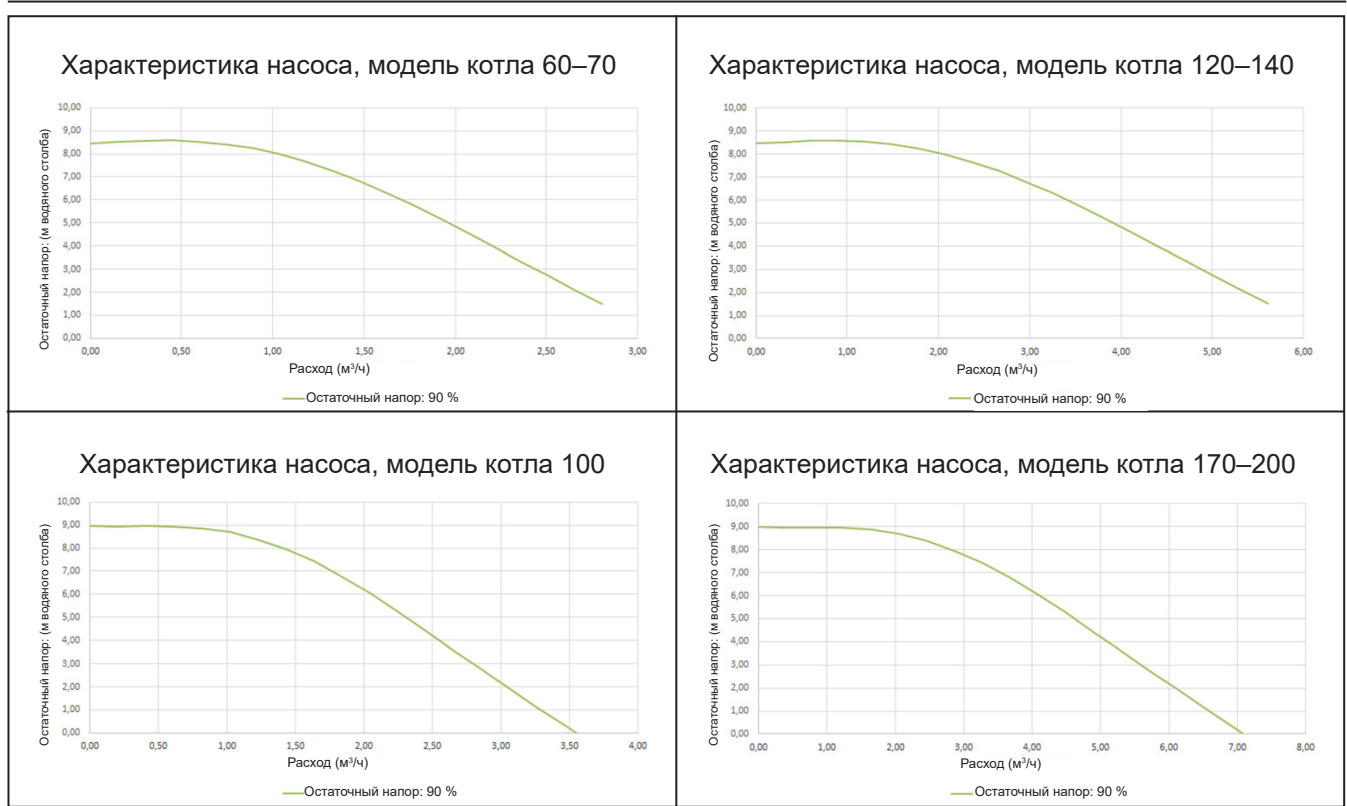 Характеристика насоса, модель котла 60–70
Остаточный напор: (м водяного столба)
10,00
9,00
8,00
7,00
6,00
5,00
4,00
3,00
2,00
1,00
0,00
0,00 0,50 1,00 1,50 2,00 2,50 3,00
Расход (м³/ч)
Остаточный напор: 90 %
Характеристика насоса, модель котла 120–140
Остаточный напор: (м водяного столба)
10,00
9,00
8,00
7,00
6,00
5,00
4,00
3,00
2,00
1,00
0,00
0,00 1,00 2,00 3,00 4,00 5,00 6,00
Расход (м³/ч)
Остаточный напор: 90 %
Характеристика насоса, модель котла 100
Остаточный напор: (м водяного столба)
10,00
9,00
8,00
7,00
6,00
5,00
4,00
3,00
2,00
1,00
0,00
0,00 0,50 1,00 1,50 2,00 2,50 3,00 3,50 4,00
Расход (м³/ч)
Остаточный напор: 90 %
Характеристика насоса, модель котла 170–200
Остаточный напор: (м водяного столба)
10,00
9,00
8,00
7,00
6,00
5,00
4,00
3,00
2,00
1,00
0,00
0,00 1,00 2,00 3,00 4,00 5,00 6,00 7,00 8,00
Расход (м³/ч)
Остаточный напор: 90 %